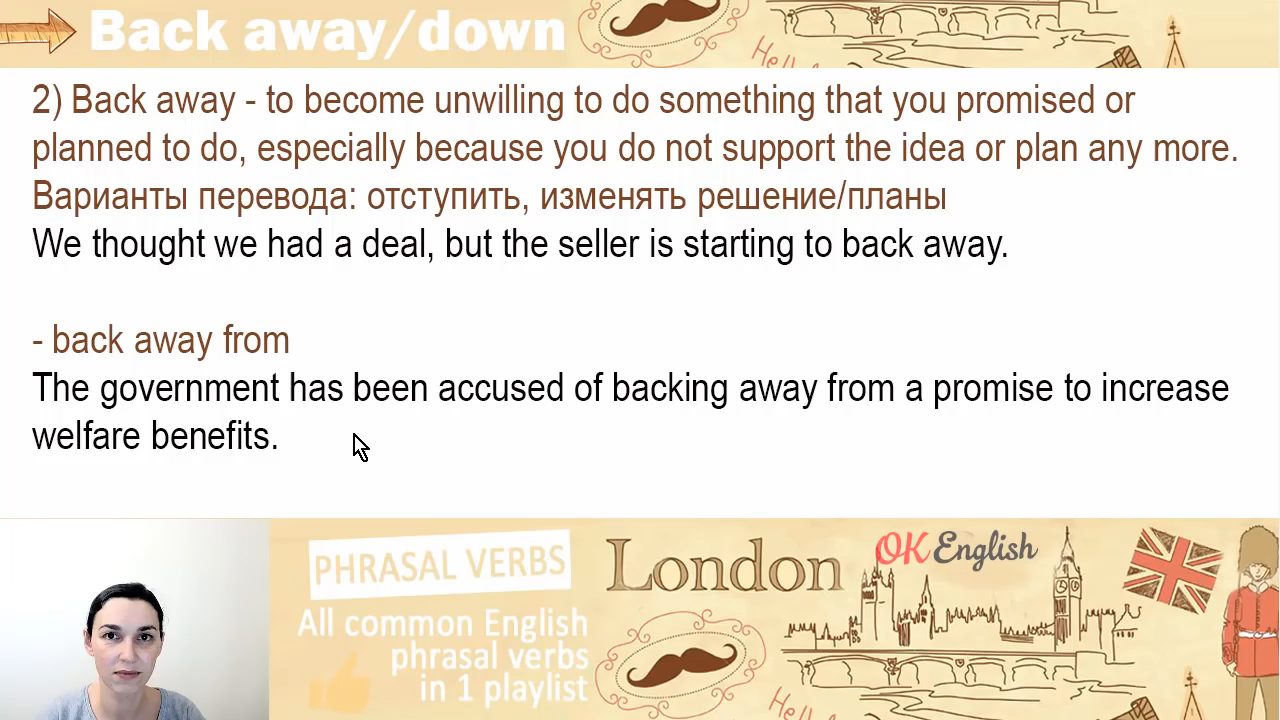 Back away/down
Hell
2) Back away - to become unwilling to do something that you promised or
planned to do, especially because you do not support the idea or plan any more.
Варианты перевода: отступить, изменять решение/планы
We thought we had a deal, but the seller is starting to back away.
- back away from
The government has been accused of backing away from a promise to increase
welfare benefits.
PHRASAL VERBS
All common English
phrasal verbs
in 1 playlist
London
OK English
Hell